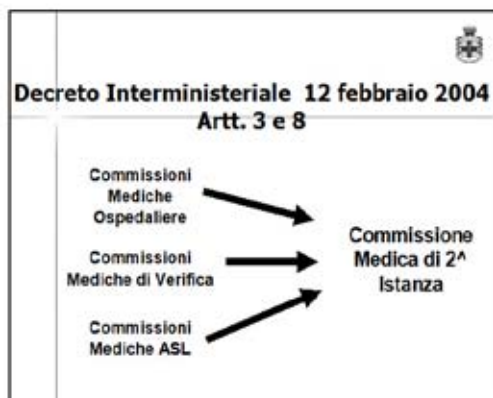 Decreto Interministeriale 12 febbraio 2004
Artt. 3 e 8
Commissioni
Mediche
Ospedaliere
Commissioni
Mediche di Verifica
Commissioni
Mediche ASL
Commissione
Medica di 2^
Istanza